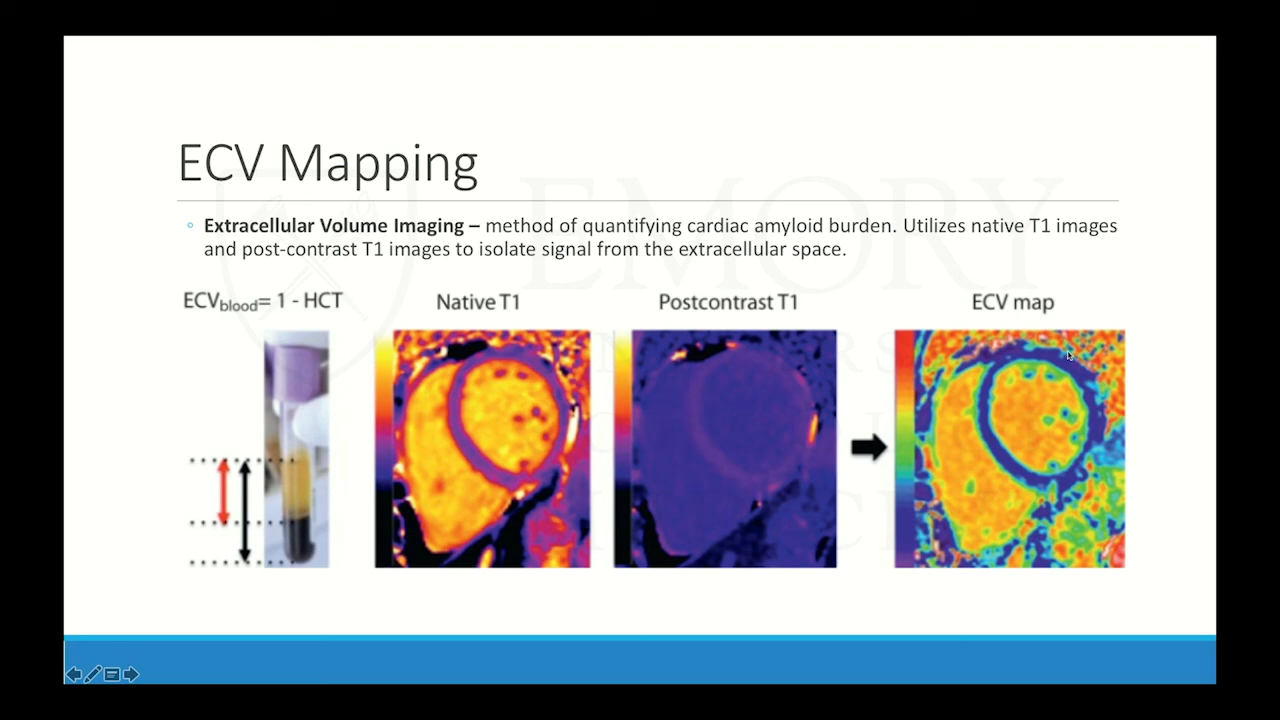 ECV Mapping
◦ Extracellular Volume Imaging – method of quantifying cardiac amyloid burden. Utilizes native T1 images
and post-contrast T1 images to isolate signal from the extracellular space.
ECVblood= 1 - HCT
Native T1
Postcontrast T1
ECV map
EMORY